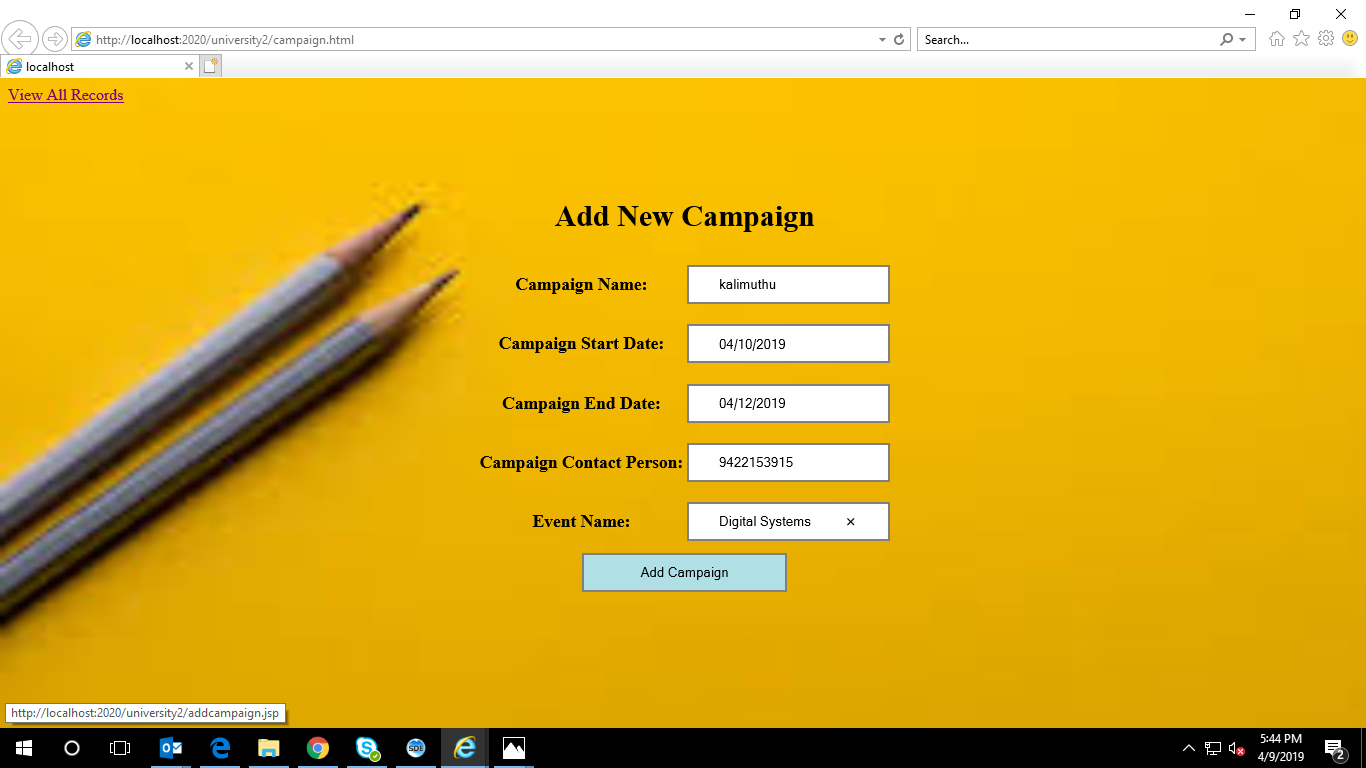 http://localhost:2020/university2/campaign.html
Search...
localhost
View All Records
Add New Campaign
Campaign Name: kalimuthu
Campaign Start Date: 04/10/2019
Campaign End Date: 04/12/2019
Campaign Contact Person: 9422153915
Event Name: Digital Systems
Add Campaign
http://localhost:2020/university2/addcampaign.jsp
SDE
5:44 PM
4/9/2019
2